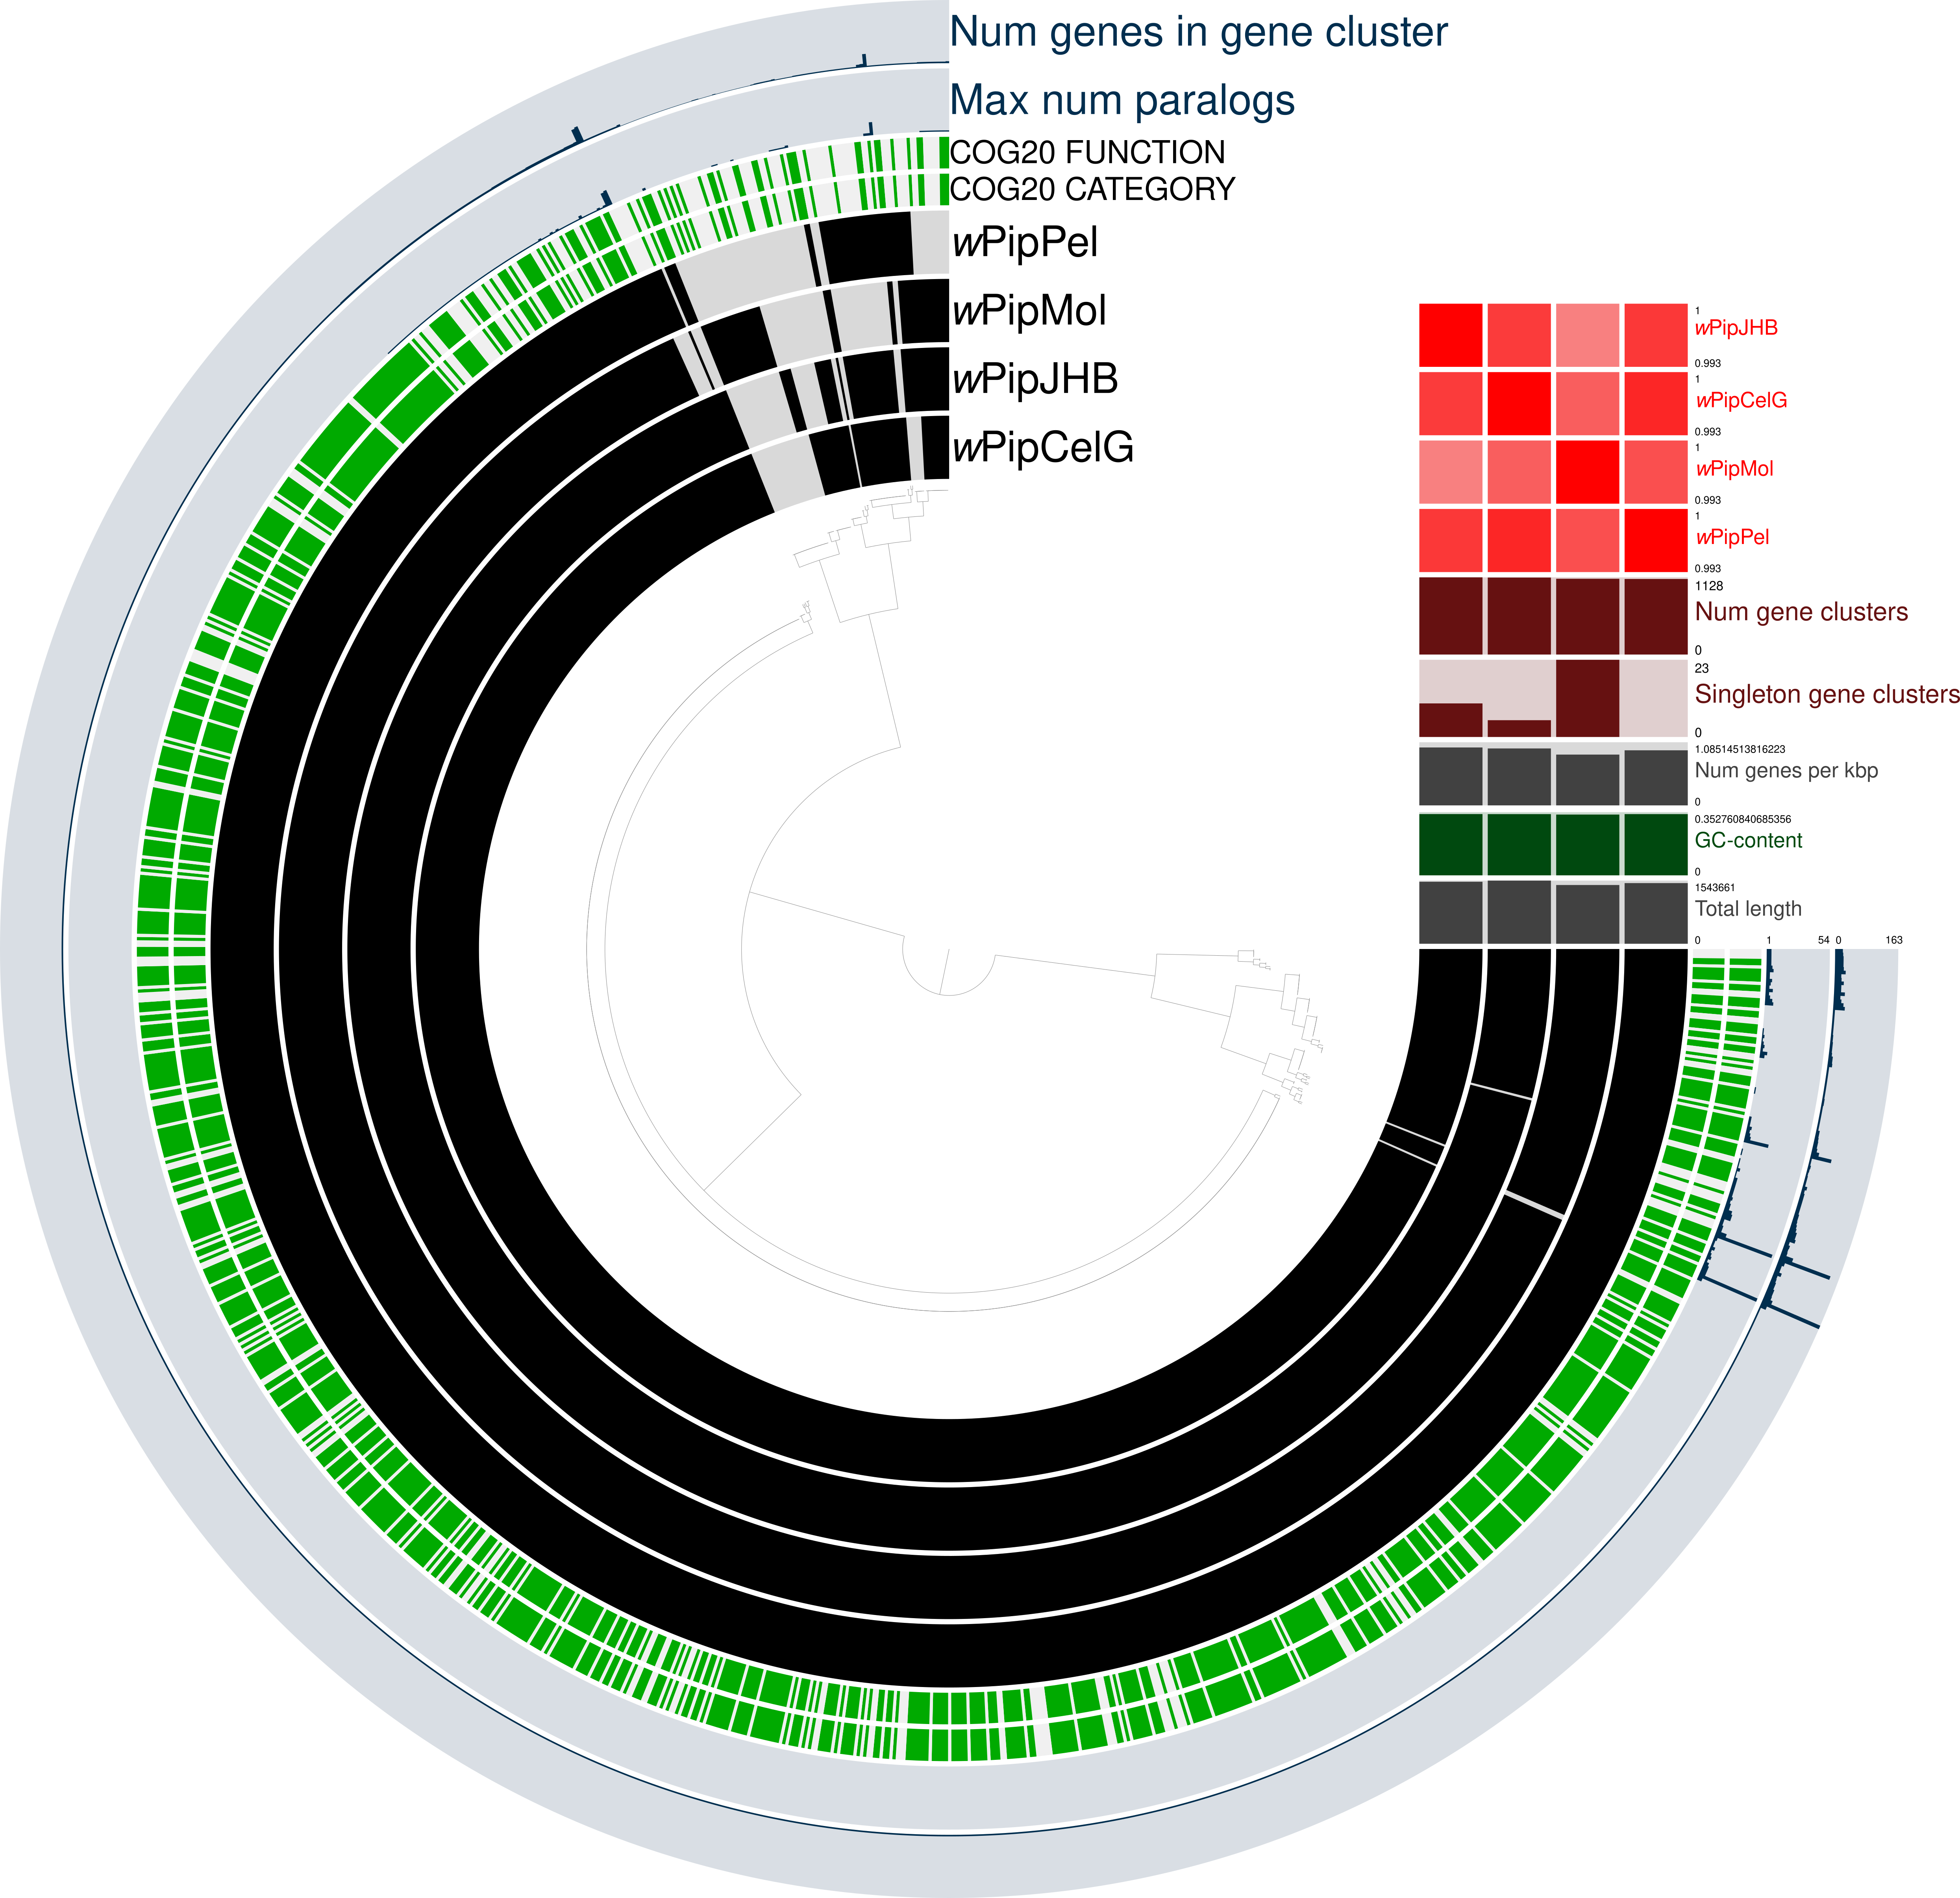 Num genes in gene cluster
Max num paralogs
COG20 FUNCTION
COG20 CATEGORY
wPipPel
wPipMol
wPipJHB
wPipCelG
1
wPipJHB
0.993
1
wPipCelG
0.993
1
wPipMol
0.993
1
wPipPel
0.993
1128
Num gene clusters
0
23
Singleton gene clusters
0
1.08514513816223
Num genes per kbp
0
0.352760840685356
GC-content
0
1543661
Total length
0 1 54 0 163